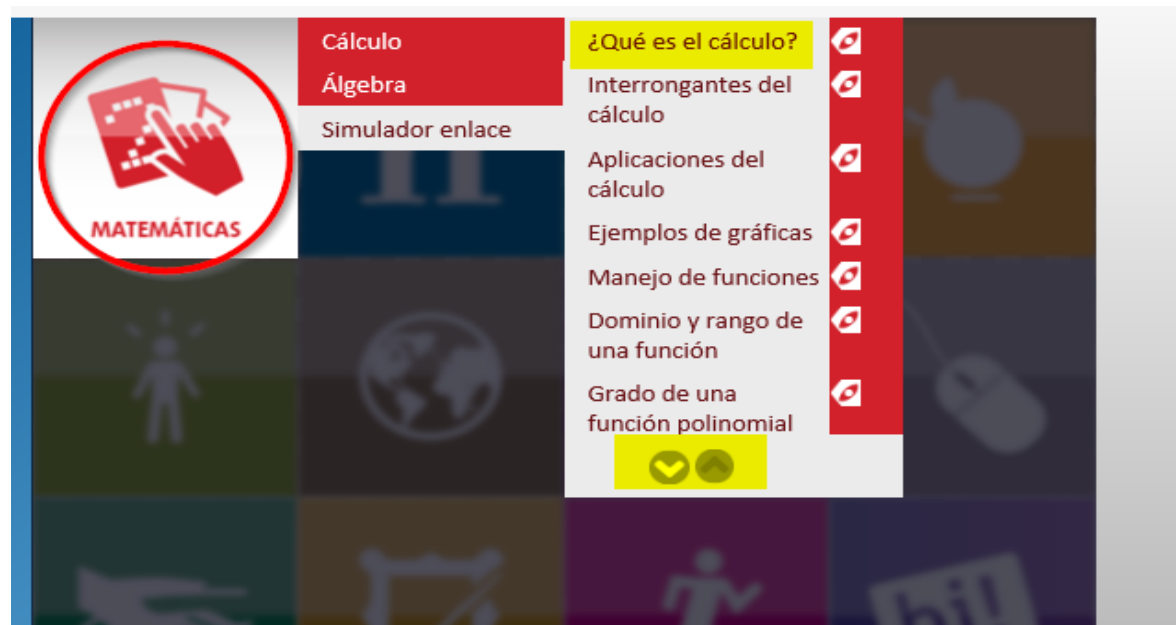 MATEMÁTICAS
Cálculo
Álgebra
Simulador enlace
¿Qué es el cálculo?
Interrongantes del
cálculo
Aplicaciones del
cálculo
Ejemplos de gráficas
Manejo de funciones
Dominio y rango de
una función
Grado de una
función polinomial
hi!